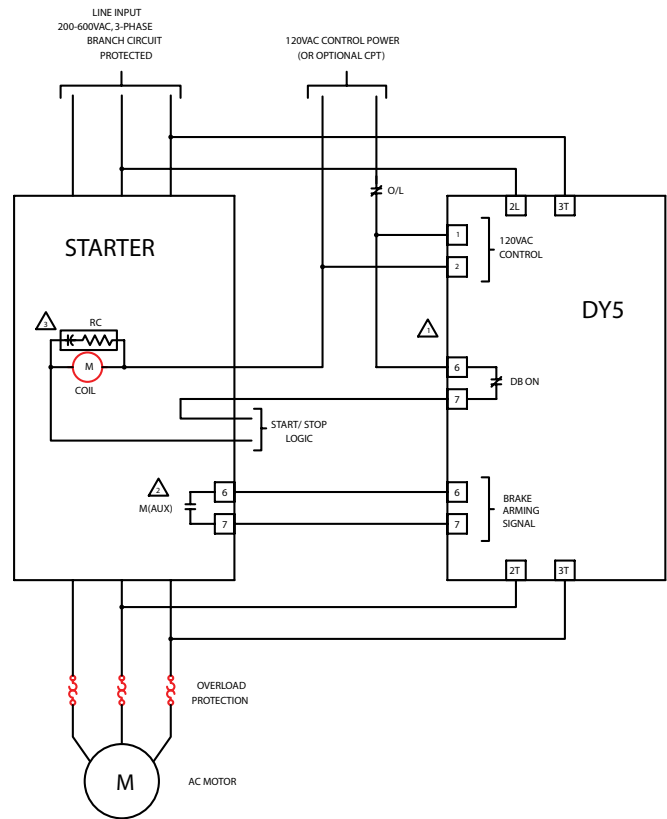 LINE INPUT
200-600VAC, 3-PHASE
BRANCH CIRCUIT
PROTECTED
120VAC CONTROL POWER
(OR OPTIONAL CPT)
O/L
2L
3T
STARTER
1
2
120VAC
CONTROL
DY5
3
RC
M
COIL
1
6
7
DB ON
START/ STOP
LOGIC
2
M(AUX)
6
7
6
7
BRAKE
ARMING
SIGNAL
2T
3T
OVERLOAD
PROTECTION
M
AC MOTOR